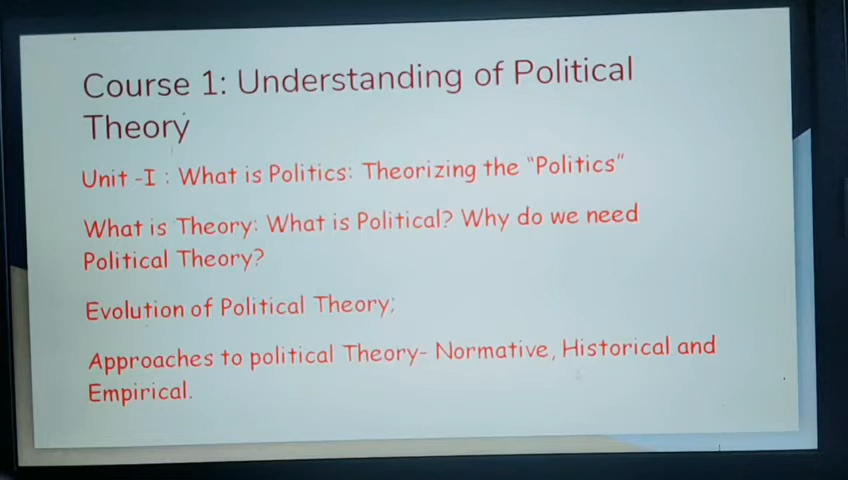 Course 1: Understanding of Political
Theory
Unit -I : What is Politics: Theorizing the "Politics"
What is Theory: What is Political? Why do we need
Political Theory?
Evolution of Political Theory;
Approaches to political Theory- Normative, Historical and
Empirical.